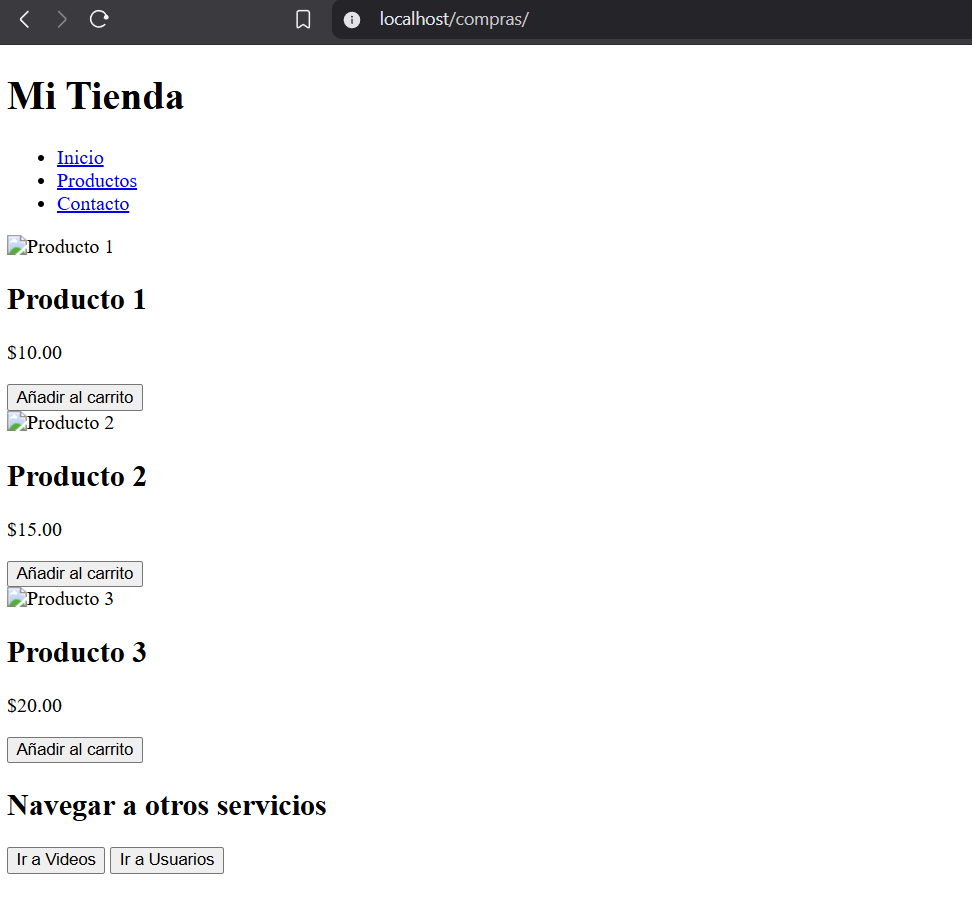 localhost/compras/
Mi Tienda
Inicio
Productos
Contacto
Producto 1
Producto 1
$10.00
Añadir al carrito
Producto 2
Producto 2
$15.00
Añadir al carrito
Producto 3
Producto 3
$20.00
Añadir al carrito
Navegar a otros servicios
Ir a Videos Ir a Usuarios